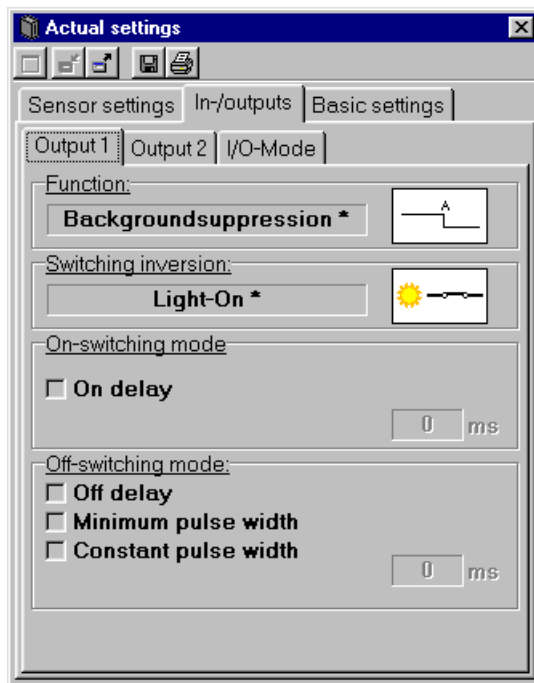 Actual settings
Sensor settings In-/outputs Basic settings
Output 1 Output 2 I/O-Mode
Function:
Backgroundsuppression *
A
Switching inversion:
Light-On *
On-switching mode
On delay
0 ms
Off-switching mode:
Off delay
Minimum pulse width
Constant pulse width
0 ms